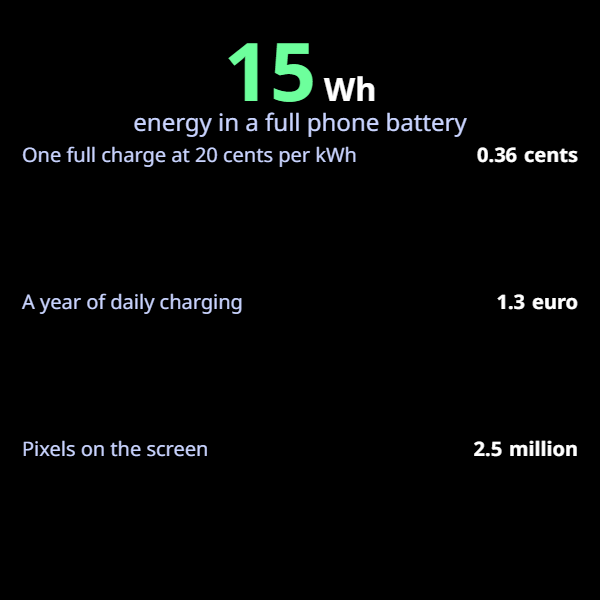 15 Wh
energy in a full phone battery
One full charge at 20 cents per kWh 0.36 cents
A year of daily charging 1.3 euro
Pixels on the screen 2.5 million